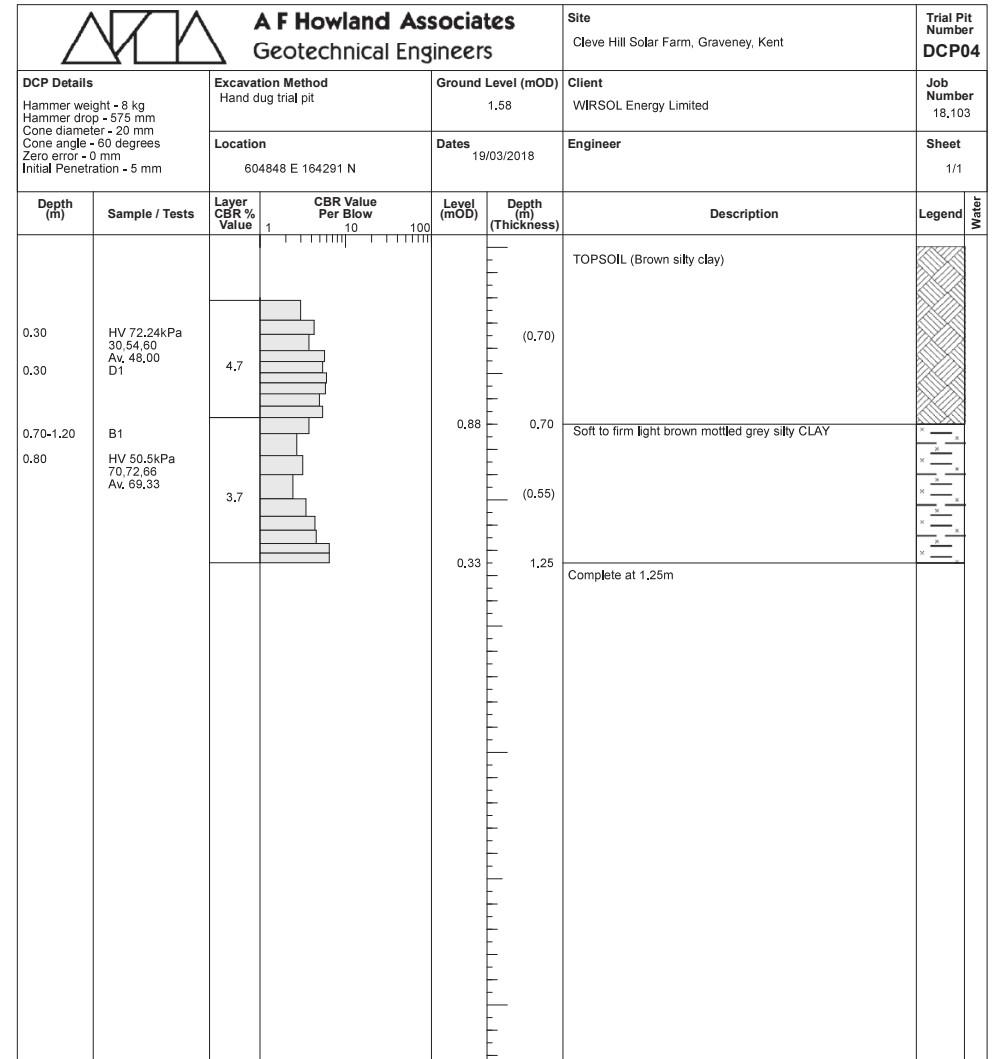 A F Howland Associates
Geotechnical Engineers
Site
Cleve Hill Solar Farm, Graveney, Kent
Trial Pit
Number
DCP04
DCP Details
Hammer weight - 8 kg
Hammer drop - 575 mm
Cone diameter - 20 mm
Cone angle - 60 degrees
Zero error - 0 mm
Initial Penetration - 5 mm
Excavation Method
Hand dug trial pit
Ground Level (mOD)
1.58
Client
WIRSOL Energy Limited
Job
Number
18.103
Location
604848 E 164291 N
Dates
19/03/2018
Engineer
Sheet
1/1
Depth
(m)
Sample / Tests
Layer
CBR %
Value
CBR Value
Per Blow
1 10 100
Level
(mOD)
Depth
(m)
(Thickness)
Description
Legend
Water
TOPSOIL (Brown silty clay)
0.30
HV 72.24kPa
30,54,60
Av. 48.00
(0.70)
0.30
D1
4.7
0.88
0.70
0.70-1.20
B1
Soft to firm light brown mottled grey silty CLAY
0.80
HV 50.5kPa
70,72,66
Av. 69.33
3.7
(0.55)
0.33
1.25
Complete at 1.25m